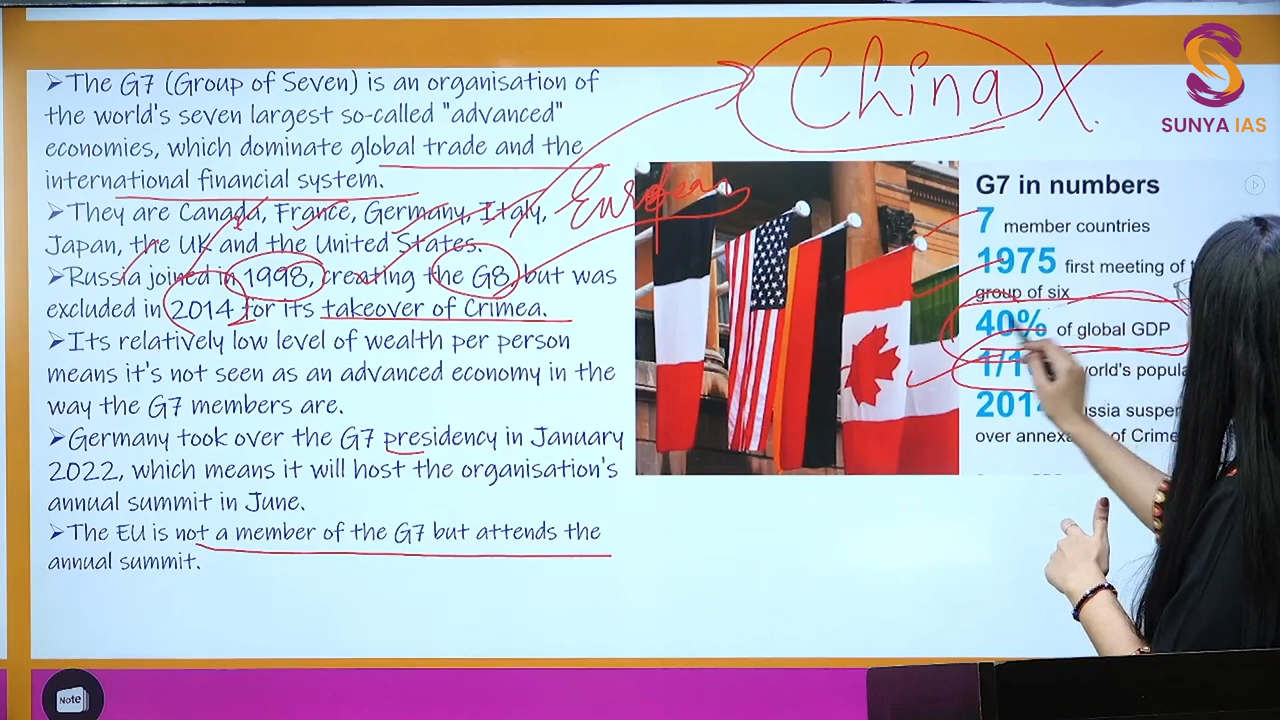 China X
SUNYA IAS
➢The G7 (Group of Seven) is an organisation of
the world's seven largest so-called "advanced"
economies, which dominate global trade and the
international financial system.
European
➢They are Canada, France, Germany, Italy,
Japan, the UK and the United States.
➢Russia joined in 1998, creating the G8, but was
excluded in 2014 for its takeover of Crimea.
➢Its relatively low level of wealth per person
means it's not seen as an advanced economy in the
way the G7 members are.
➢Germany took over the G7 presidency in January
2022, which means it will host the organisation's
annual summit in June.
➢The EU is not a member of the G7 but attends the
annual summit.
G7 in numbers
7 member countries
1975 first meeting of
group of six
40% of global GDP
1/1 world's popula
2014 ussia suspen
over annexa of Crime
Note